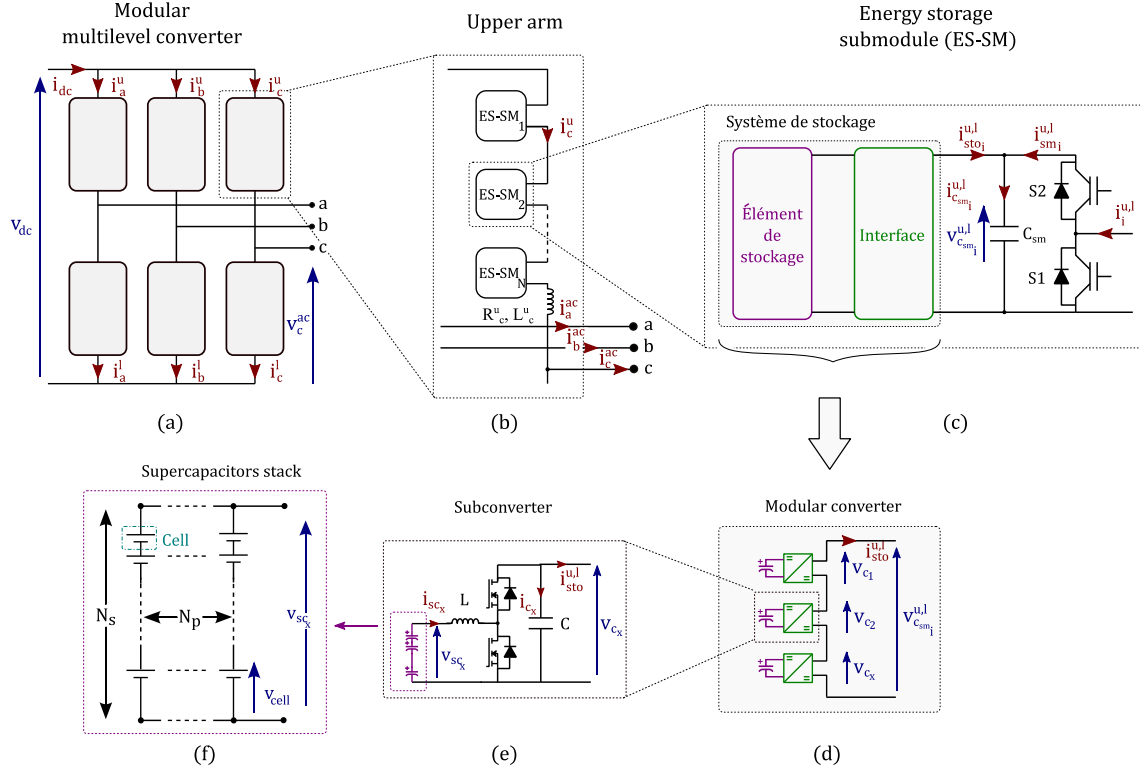 Modular
multilevel converter
Upper arm
Energy storage
submodule (ES-SM)
i_dc
i_a^u
i_b^u
i_c^u
v_dc
a
b
c
v_c^ac
i_a^l
i_b^l
i_c^l
(a)
ES-SM_1
i_c^u
ES-SM_2
ES-SM_N
R_c^u, L_c^u
i_a^ac
a
i_b^ac
b
i_c^ac
c
(b)
Système de stockage
i_sto_i^u,l
i_sm_i^u,l
Élément
de
stockage
Interface
i_c_sm_i^u,l
v_c_sm_i^u,l
C_sm
S2
i_i^u,l
S1
(c)
Supercapacitors stack
Cell
N_s
N_p
v_sc_x
v_cell
(f)
Subconverter
i_sc_x
L
i_c_x
i_sto^u,l
C
v_c_x
v_sc_x
(e)
Modular converter
i_sto^u,l
v_c_1
v_c_2
v_c_x
v_c_sm_i^u,l
(d)